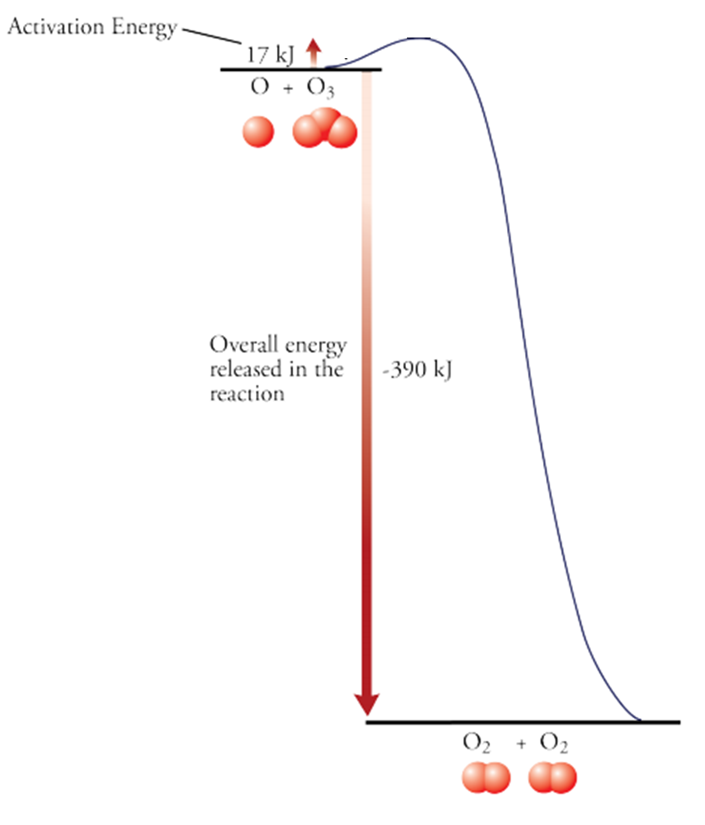 Activation Energy
17 kJ
O + O3
Overall energy
released in the
reaction
-390 kJ
O2 + O2